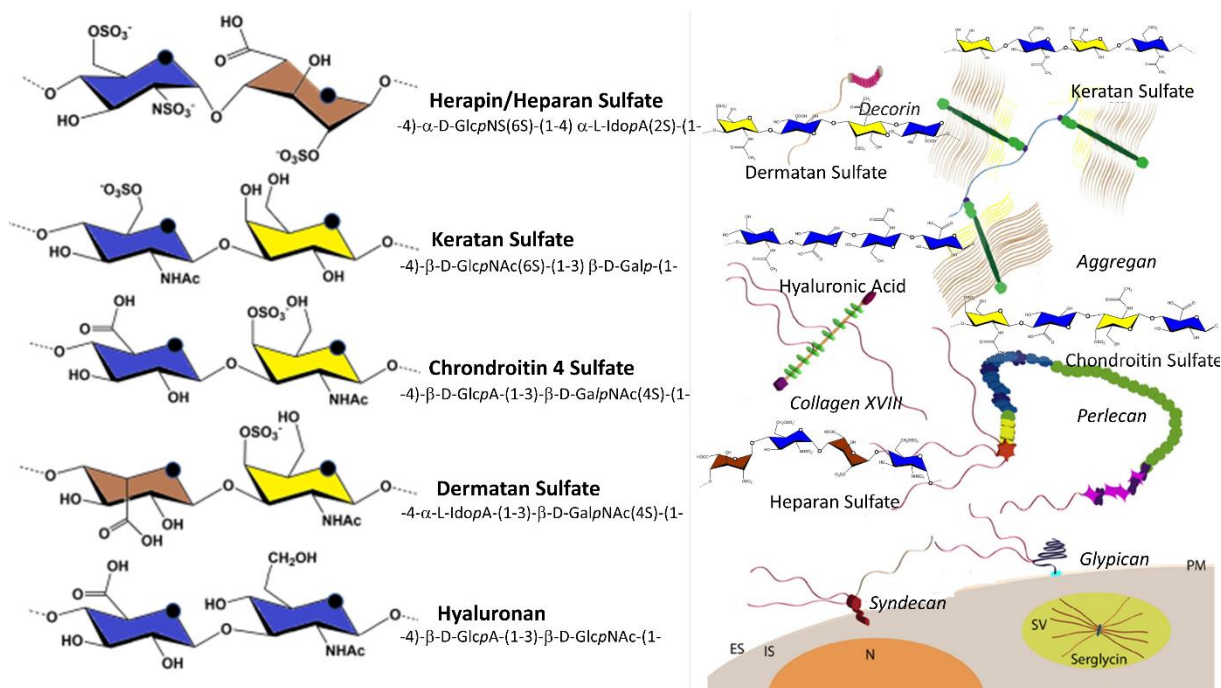 OSO₃⁻
HO
O
O
O
HO
NSO₃⁻
O
OH
O
⁻O₃SO
Herapin/Heparan Sulfate
-4)-α-D-GlcpNS(6S)-(1-4) α-L-IdopA(2S)-(1-
⁻O₃SO
OH
OH
O
HO
NHAc
O
OH
O
Keratan Sulfate
-4)-β-D-GlcpNAc(6S)-(1-3) β-D-Galp-(1-
OH
O
OH
⁻O₃SO
O
HO
OH
O
NHAc
O
Chrondroitin 4 Sulfate
-4)-β-D-GlcpA-(1-3)-β-D-GalpNAc(4S)-(1-
HO
OSO₃⁻
O
HO
OH
O
NHAc
O
O
OH
Dermatan Sulfate
-4-α-L-IdopA-(1-3)-β-D-GalpNAc(4S)-(1-
OH
O
CH₂OH
O
HO
HO
OH
O
NHAc
O
Hyaluronan
-4)-β-D-GlcpA-(1-3)-β-D-GlcpNAc-(1-
Keratan Sulfate
Decorin
Dermatan Sulfate
Aggregan
Hyaluronic Acid
Chondroitin Sulfate
Collagen XVIII
Perlecan
Heparan Sulfate
Glypican
PM
Syndecan
SV
ES
IS
N
Serglycin